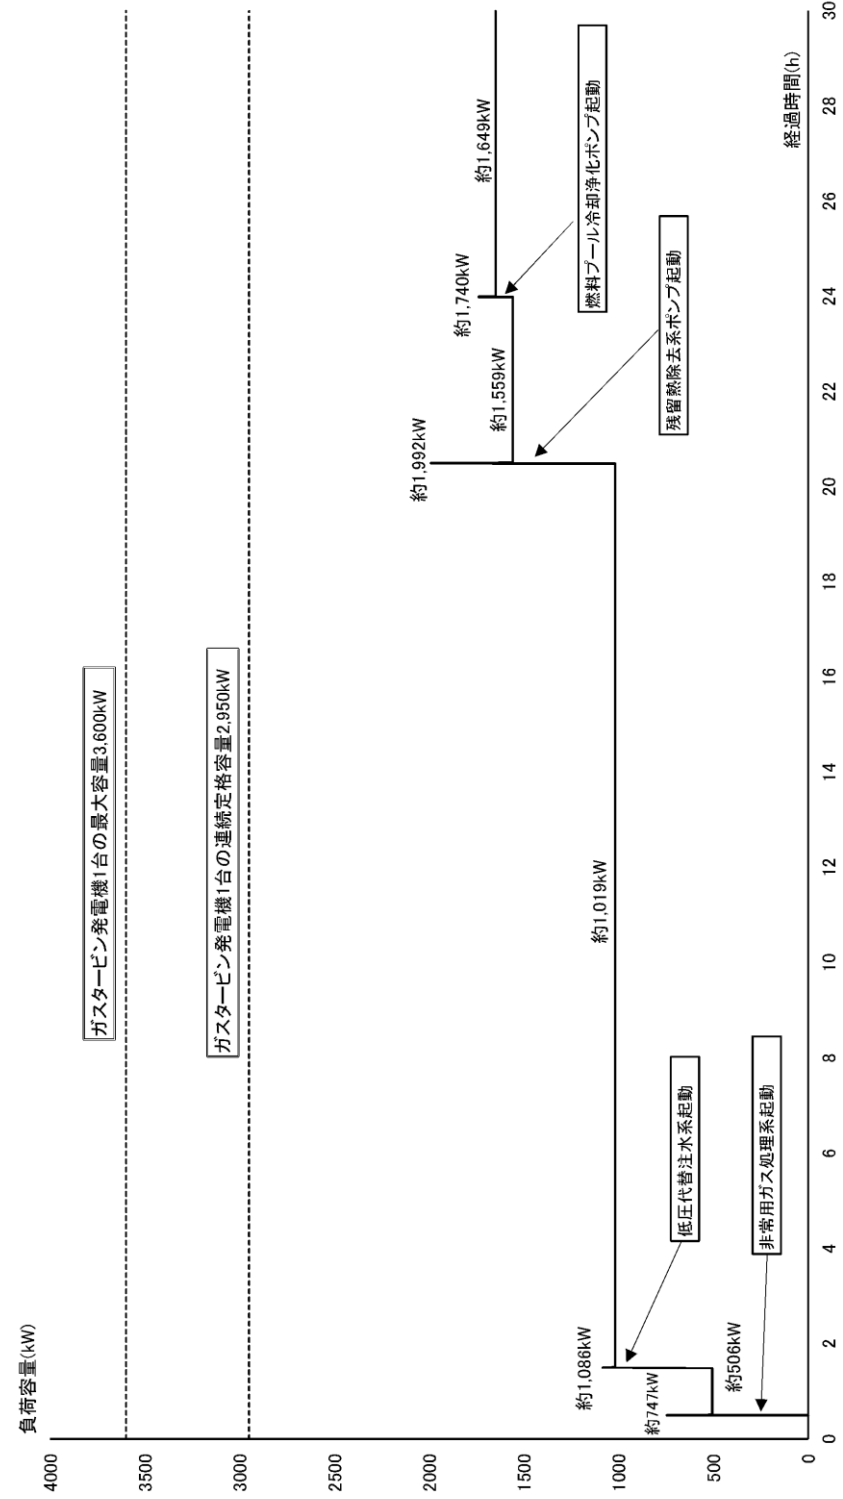 負荷容量(kW)
4000
3500
3000
2500
2000
1500
1000
500
0
ガスタービン発電機1台の最大容量3,600kW
ガスタービン発電機1台の連続定格容量2,950kW
約747kW
約506kW
非常用ガス処理系起動
約1,086kW
低圧代替注水系起動
約1,019kW
約1,992kW
残留熱除去系ポンプ起動
約1,559kW
約1,740kW
燃料プール冷却浄化ポンプ起動
約1,649kW
0
2
4
6
8
10
12
14
16
18
20
22
24
26
28
30
経過時間(h)